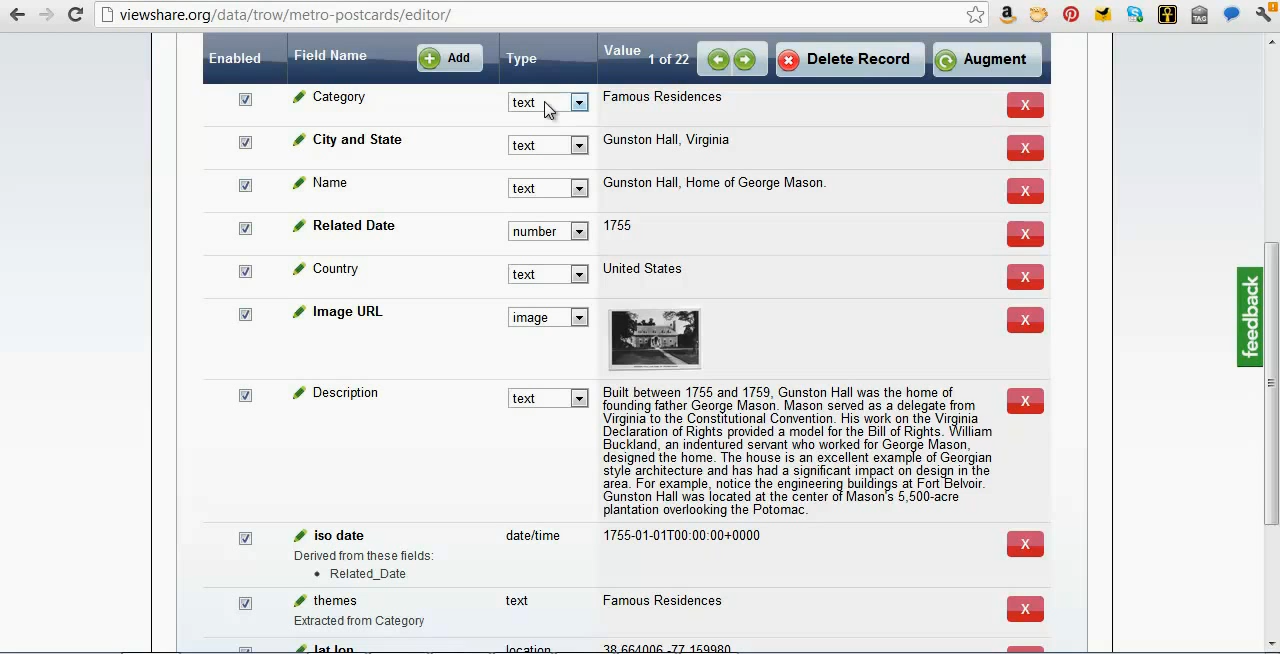 viewshare.org/data/trow/metro-postcards/editor/
Enabled Field Name Add Type Value 1 of 22 Delete Record Augment
Category text Famous Residences X
City and State text Gunston Hall, Virginia X
Name text Gunston Hall, Home of George Mason. X
Related Date number 1755 X
Country text United States X
Image URL image X
Description text Built between 1755 and 1759, Gunston Hall was the home of X
founding father George Mason. Mason served as a delegate from
Virginia to the Constitutional Convention. His work on the Virginia
Declaration of Rights provided a model for the Bill of Rights. William
Buckland, an indentured servant who worked for George Mason,
designed the home. The house is an excellent example of Georgian
style architecture and has had a significant impact on design in the
area. For example, notice the engineering buildings at Fort Belvoir.
Gunston Hall was located at the center of Mason's 5,500-acre
plantation overlooking the Potomac.
iso date date/time 1755-01-01T00:00:00+0000 X
Derived from these fields:
• Related_Date
themes text Famous Residences X
Extracted from Category
lat lon location 38.664006,-77.159980
feedback
TAG